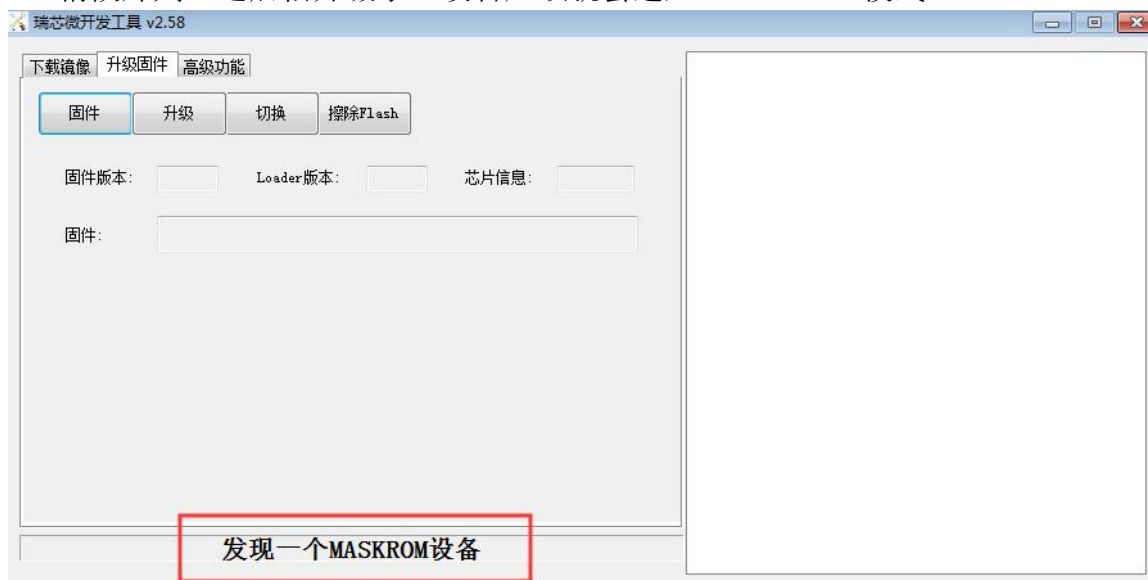 瑞芯微开发工具 v2.58
下载镜像 升级固件 高级功能
固件 升级 切换 擦除Flash
固件版本: Loader版本: 芯片信息:
固件:
发现一个MASKROM设备